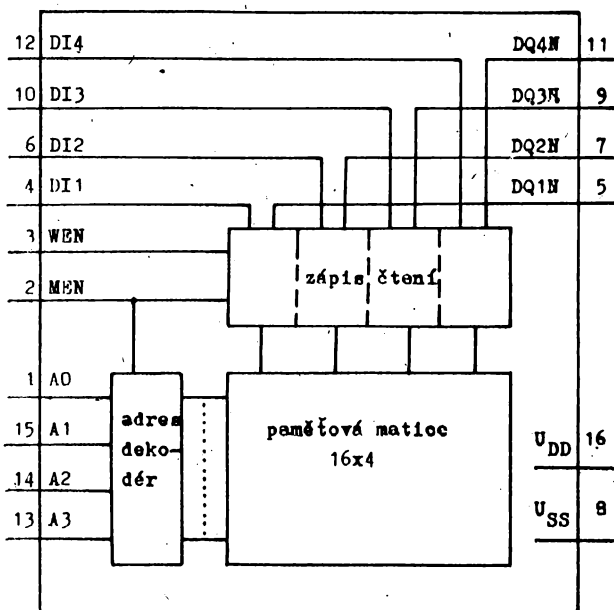 12 DI4 DQ4N 11
10 DI3 DQ3N 9
6 DI2 DQ2N 7
4 DI1 DQ1N 5
3 WEN
2 MEN
zápis čtení
1 A0
15 A1
14 A2
13 A3
adres
deko-
dér
paměťová matice
16x4
U_DD 16
U_SS 8